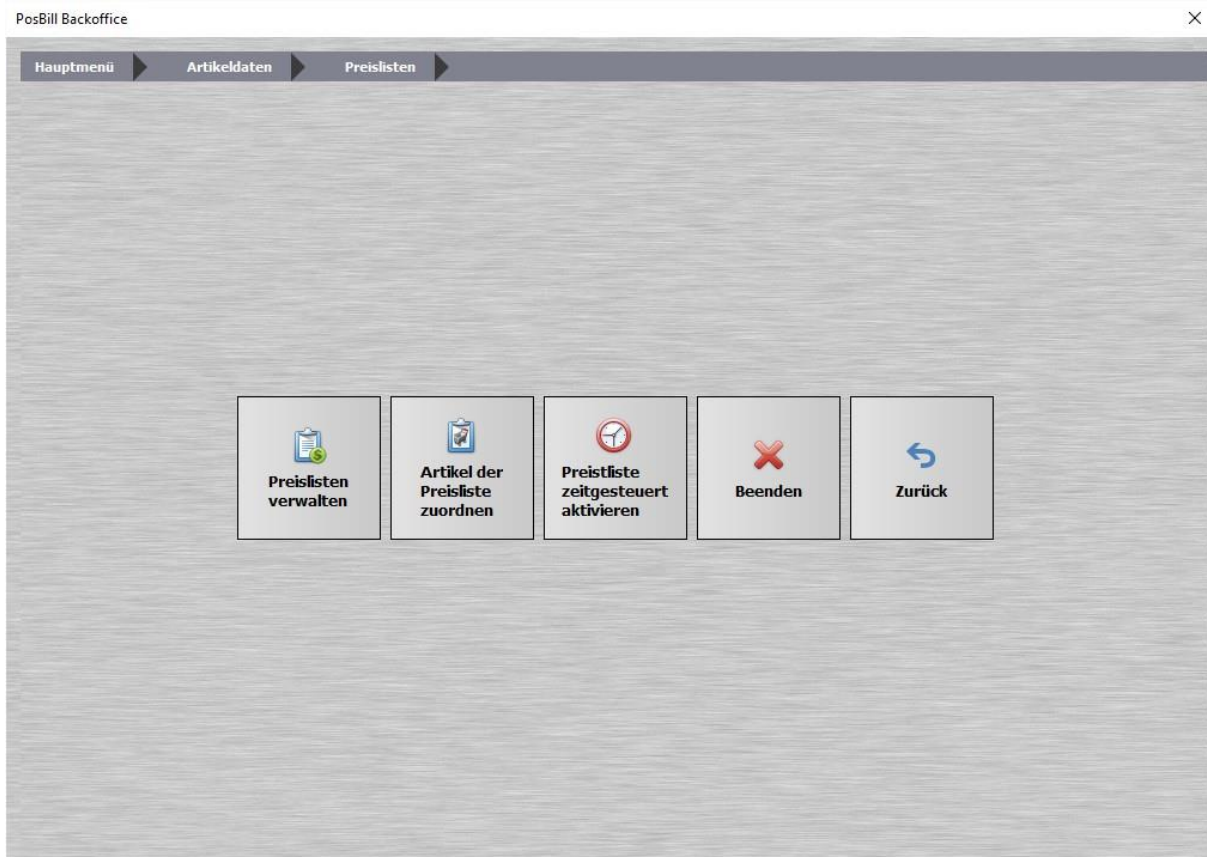 PosBill Backoffice
Hauptmenü Artikeldaten Preislisten
Preislisten
verwalten
Artikel der
Preisliste
zuordnen
Preistliste
zeitgesteuert
aktivieren
Beenden
Zurück